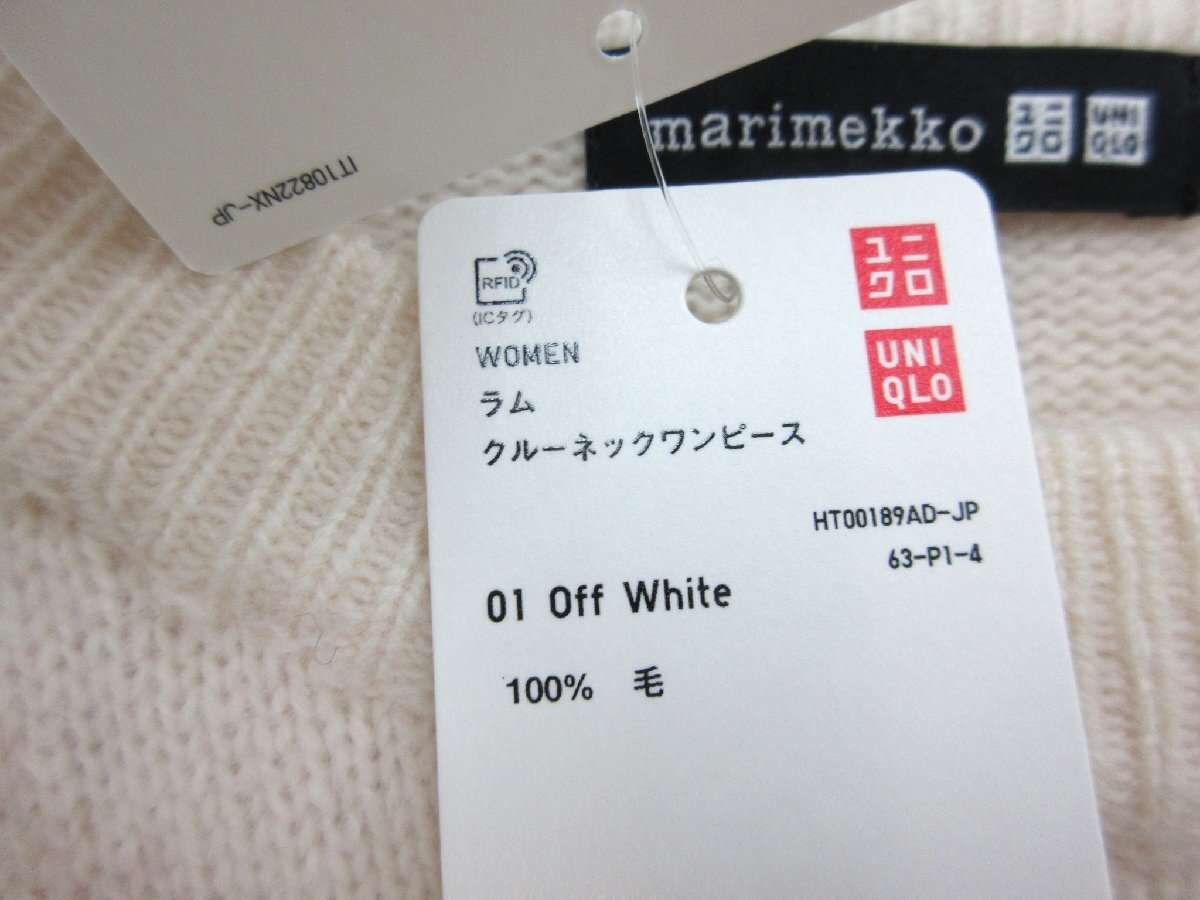 IT10822NX-JP
marimekko ユニクロ UNIQLO
RFID
(ICタグ)
ユニ
クロ
WOMEN
UNI
QLO
ラム
クルーネックワンピース
HT00189AD-JP
63-P1-4
01 Off White
100% 毛